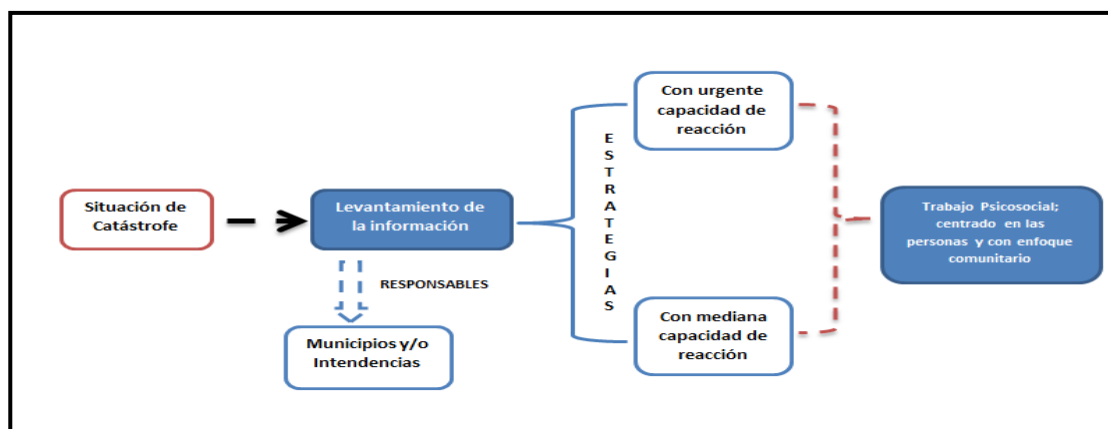 Situación de
Catástrofe
Levantamiento de
la información
RESPONSABLES
Municipios y/o
Intendencias
ESTRATEGIAS
Con urgente
capacidad de
reacción
Con mediana
capacidad de
reacción
Trabajo Psicosocial;
centrado en las
personas y con enfoque
comunitario